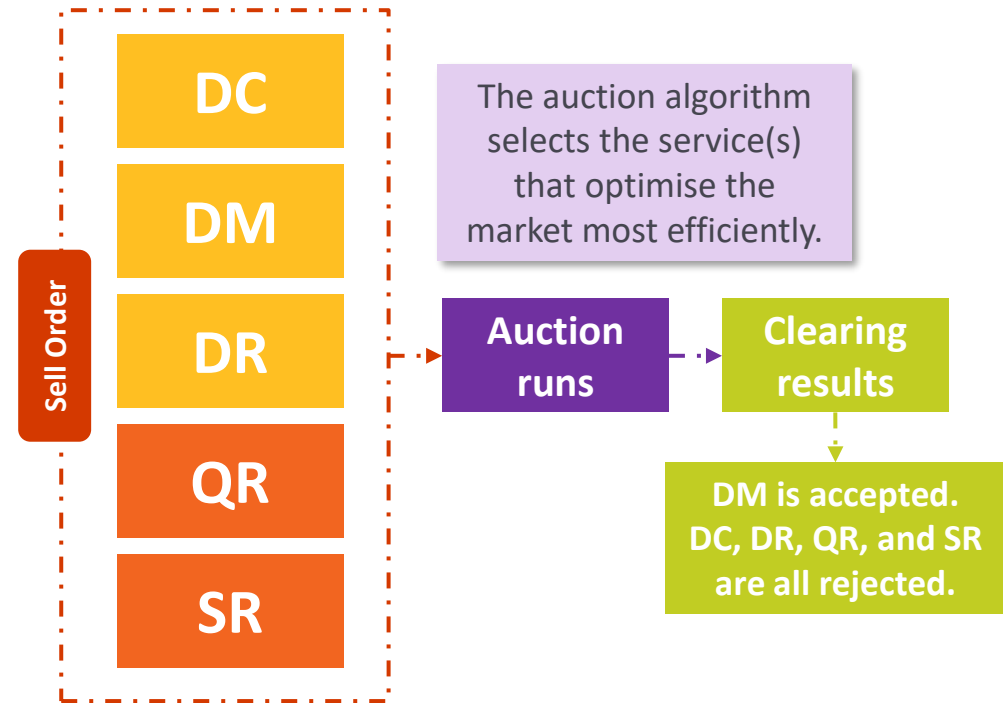 Sell Order
DC
DM
DR
QR
SR
The auction algorithm
selects the service(s)
that optimise the
market most efficiently.
Auction
runs
Clearing
results
DM is accepted.
DC, DR, QR, and SR
are all rejected.